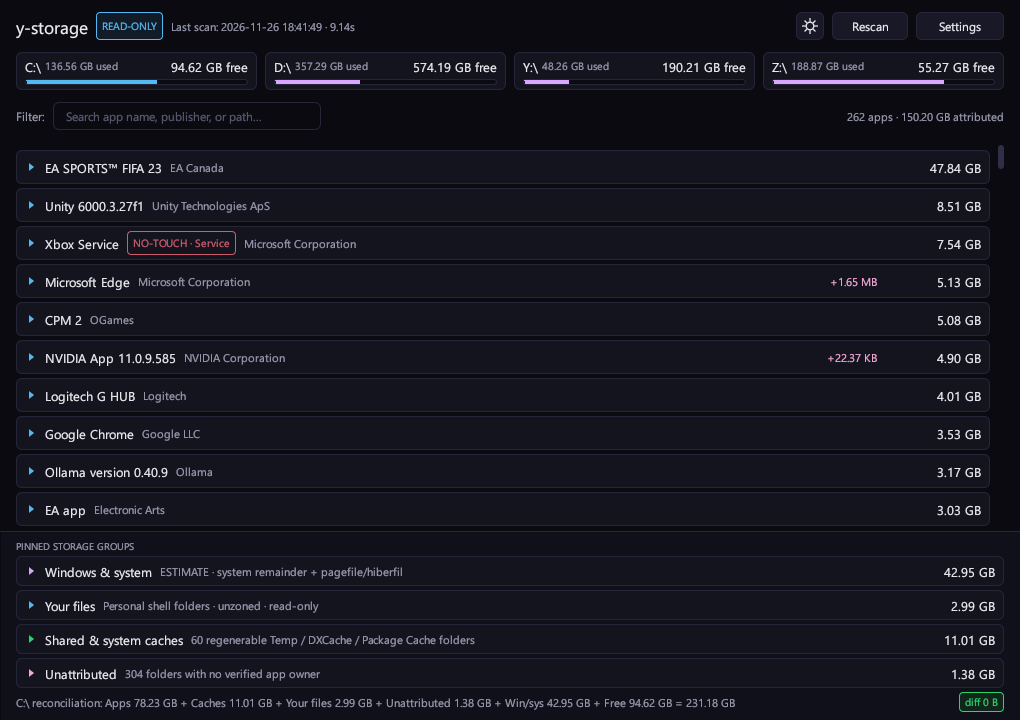 y-storage READ-ONLY Last scan: 2026-11-26 18:41:49 · 9.14s Rescan Settings
C:\ 136.56 GB used 94.62 GB free D:\ 357.29 GB used 574.19 GB free Y:\ 48.26 GB used 190.21 GB free Z:\ 188.87 GB used 55.27 GB free
Filter: Search app name, publisher, or path... 262 apps · 150.20 GB attributed
EA SPORTS™ FIFA 23 EA Canada 47.84 GB
Unity 6000.3.27f1 Unity Technologies ApS 8.51 GB
Xbox Service NO-TOUCH · Service Microsoft Corporation 7.54 GB
Microsoft Edge Microsoft Corporation +1.65 MB 5.13 GB
CPM 2 OGames 5.08 GB
NVIDIA App 11.0.9.585 NVIDIA Corporation +22.37 KB 4.90 GB
Logitech G HUB Logitech 4.01 GB
Google Chrome Google LLC 3.53 GB
Ollama version 0.40.9 Ollama 3.17 GB
EA app Electronic Arts 3.03 GB
PINNED STORAGE GROUPS
Windows & system ESTIMATE · system remainder + pagefile/hiberfil 42.95 GB
Your files Personal shell folders · unzoned · read-only 2.99 GB
Shared & system caches 60 regenerable Temp / DXCache / Package Cache folders 11.01 GB
Unattributed 304 folders with no verified app owner 1.38 GB
C:\ reconciliation: Apps 78.23 GB + Caches 11.01 GB + Your files 2.99 GB + Unattributed 1.38 GB + Win/sys 42.95 GB + Free 94.62 GB = 231.18 GB diff 0 B